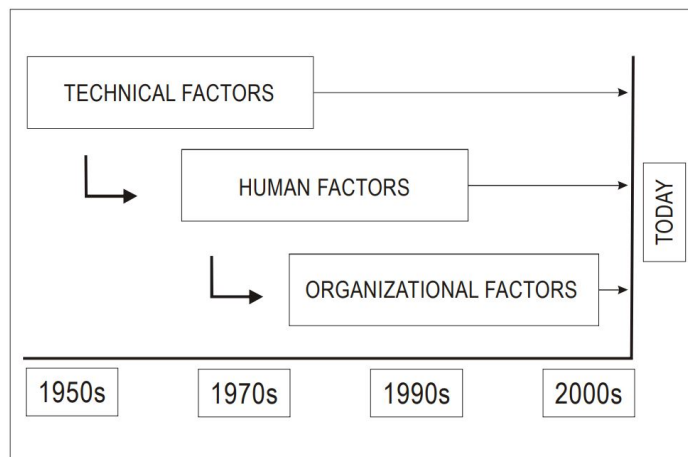 TECHNICAL FACTORS
HUMAN FACTORS
ORGANIZATIONAL FACTORS
TODAY
1950s
1970s
1990s
2000s